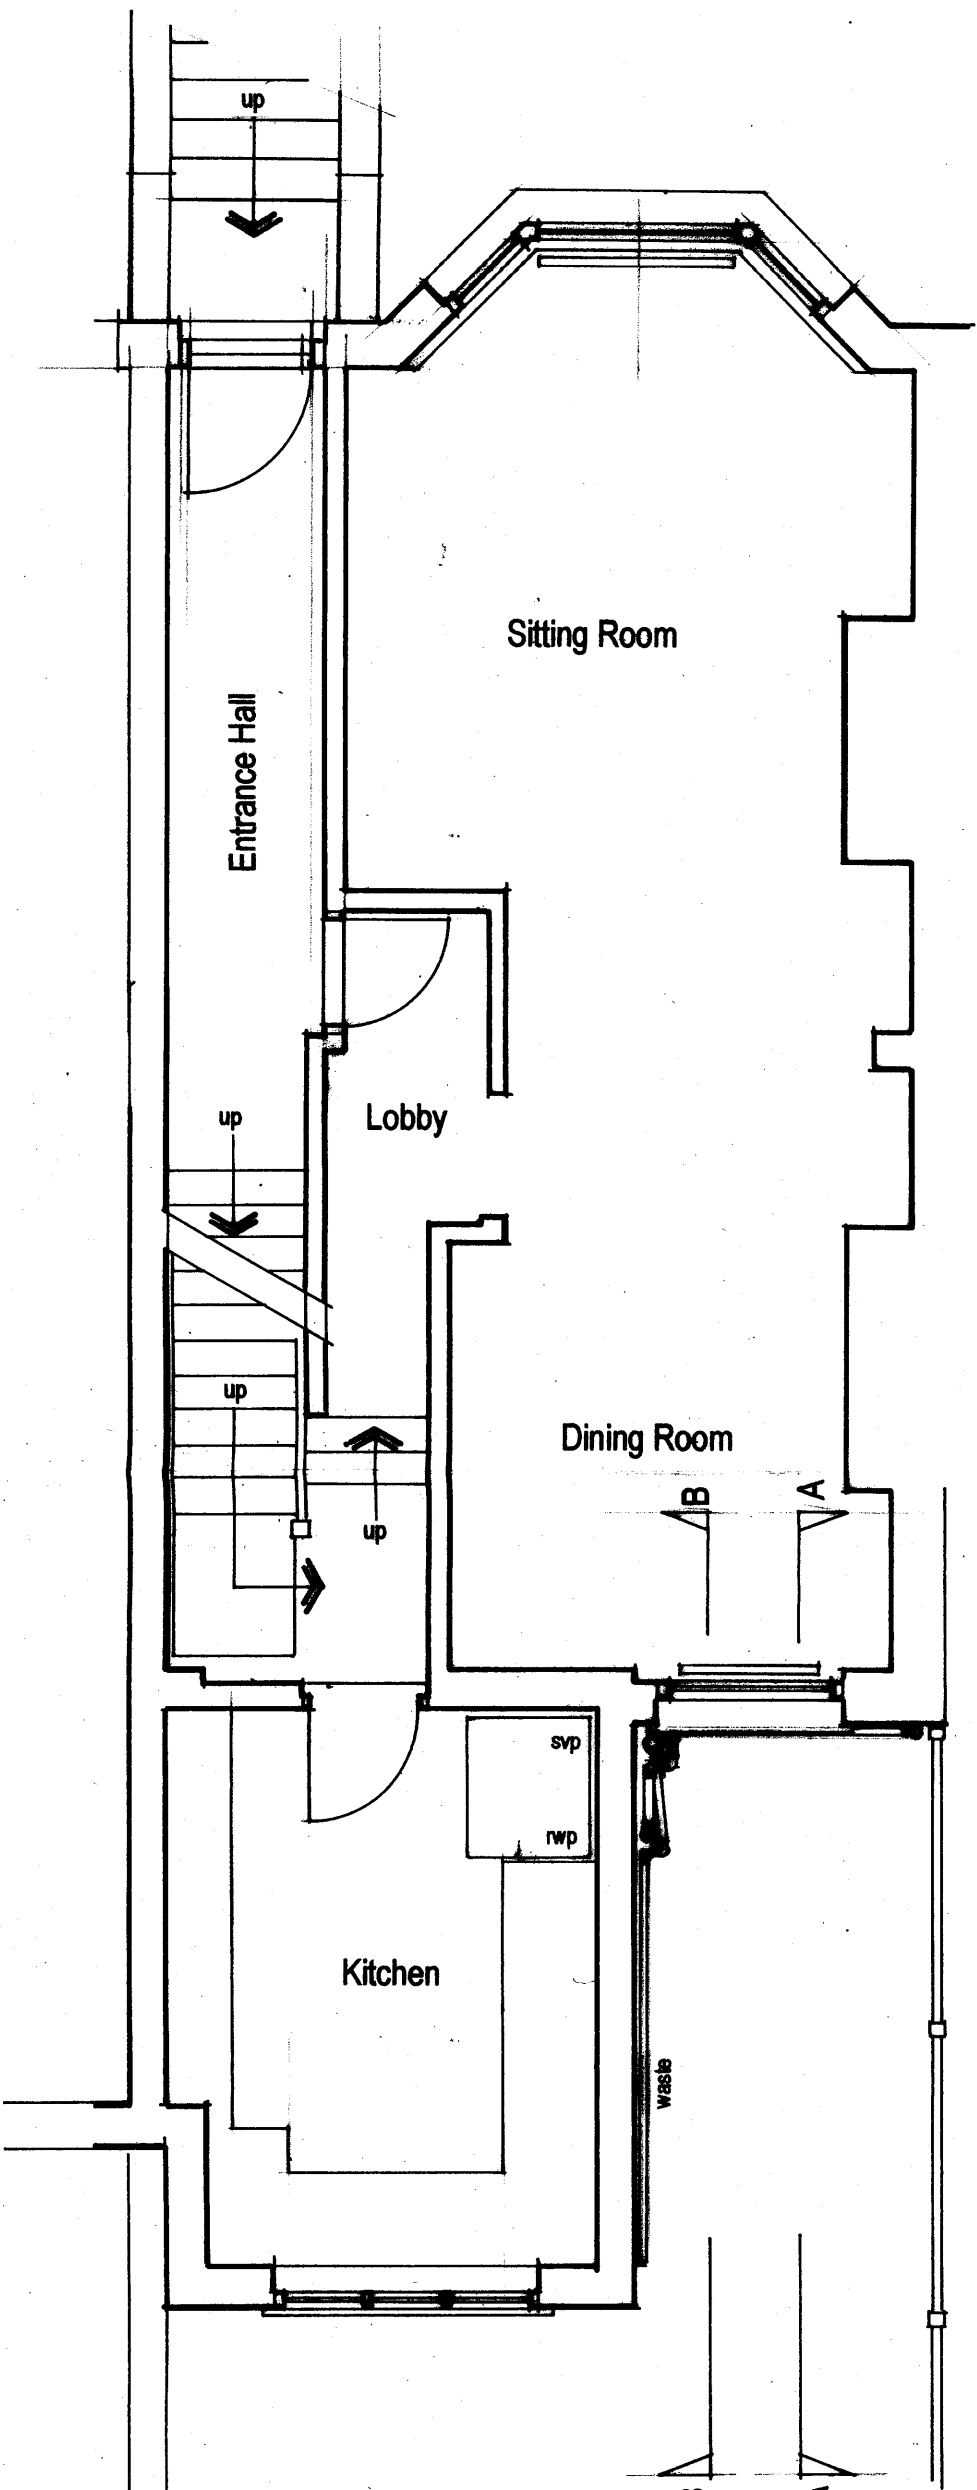 up
Sitting Room
Entrance Hall
up
Lobby
up
Dining Room
B
A
up
svp
rwp
Kitchen
waste